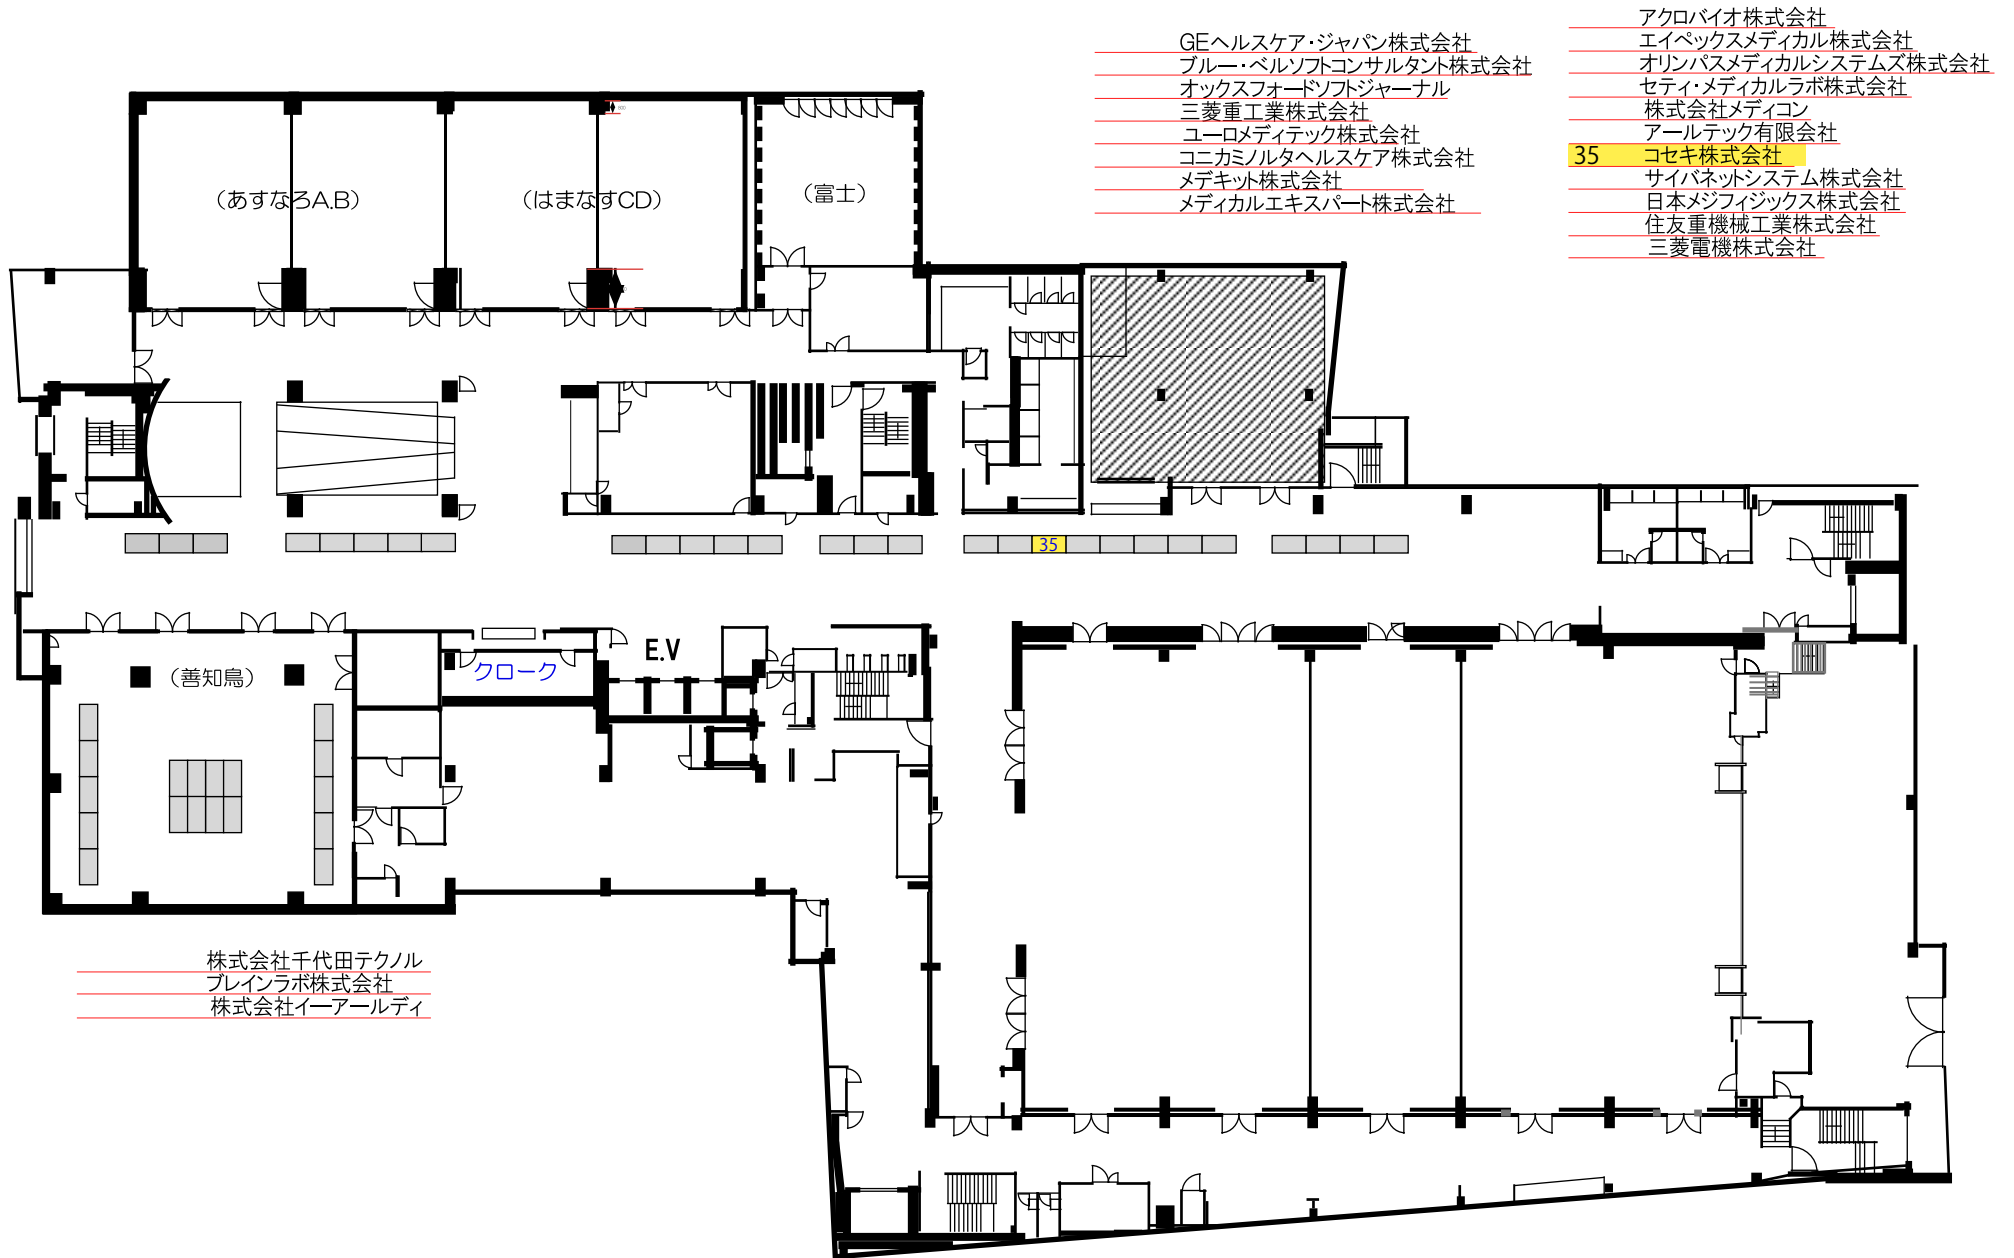 アクロバイオ株式会社
エイペックスメディカル株式会社
オリンパスメディカルシステムズ株式会社
セティ・メディカルラボ株式会社
株式会社メディコン
アールテック有限会社
35 コセキ株式会社
サイバネットシステム株式会社
日本メジフィジックス株式会社
住友重機械工業株式会社
三菱電機株式会社
GEヘルスケア・ジャパン株式会社
ブルー・ベルソフトコンサルタント株式会社
オックスフォードソフトジャーナル
三菱重工業株式会社
ユーロメディテック株式会社
コニカミノルタヘルスケア株式会社
メデキット株式会社
メディカルエキスパート株式会社
(あすなろA.B)
(はまなすCD)
(富士)
35
E.V
クローク
(善知鳥)
株式会社千代田テクノル
ブレインラボ株式会社
株式会社イーアールディ